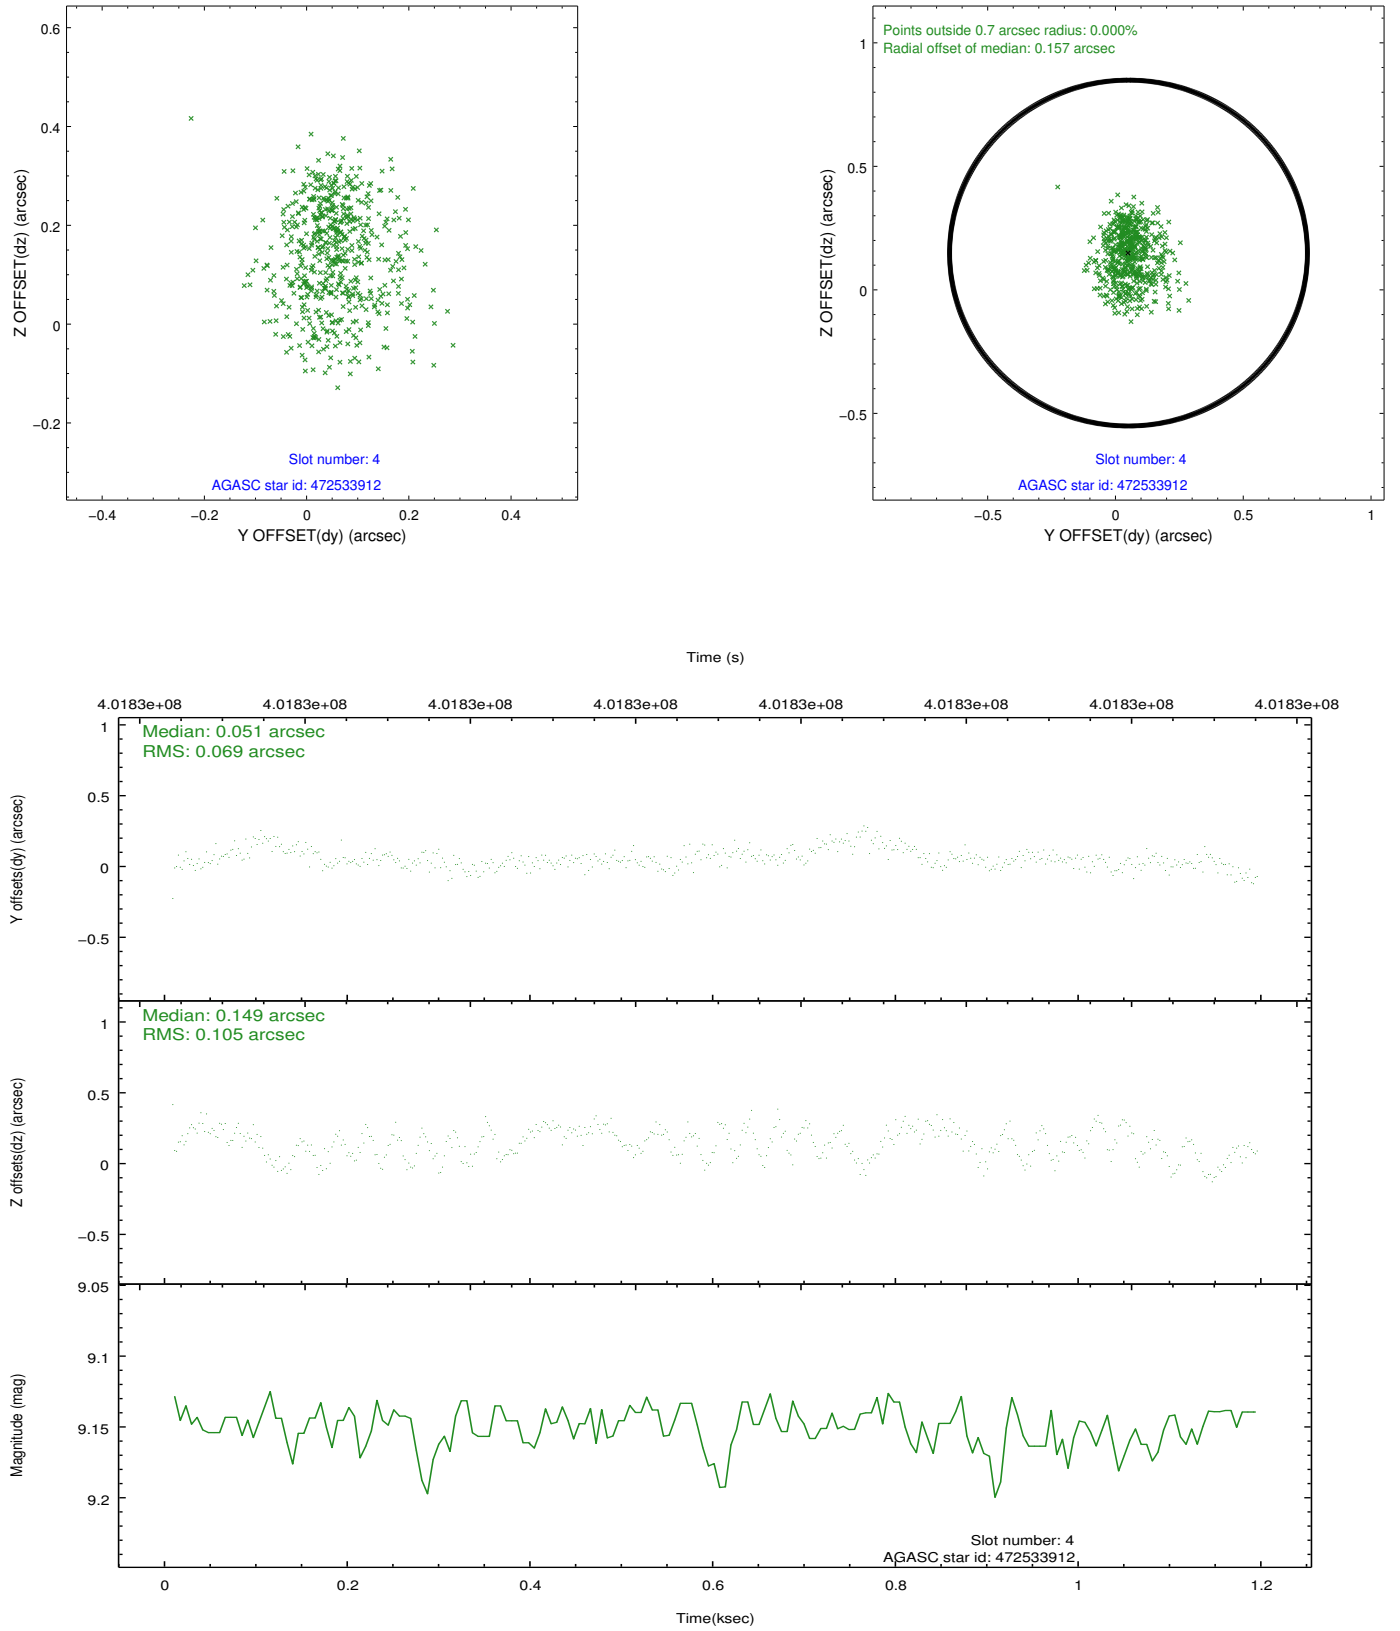 0.6
0.4
0.2
0
−0.2
Z OFFSET(dz) (arcsec)
Slot number: 4
AGASC star id: 472533912
−0.4
−0.2
0
0.2
0.4
Y OFFSET(dy) (arcsec)
Points outside 0.7 arcsec radius: 0.000%
Radial offset of median: 0.157 arcsec
1
0.5
0
−0.5
Z OFFSET(dz) (arcsec)
Slot number: 4
AGASC star id: 472533912
−0.5
0
0.5
1
Y OFFSET(dy) (arcsec)
Time (s)
4.0183e+08
4.0183e+08
4.0183e+08
4.0183e+08
4.0183e+08
4.0183e+08
4.0183e+08
4.0183e+08
Median: 0.051 arcsec
RMS: 0.069 arcsec
1
0.5
0
−0.5
Y offsets(dy) (arcsec)
Median: 0.149 arcsec
RMS: 0.105 arcsec
1
0.5
0
−0.5
Z offsets(dz) (arcsec)
9.05
9.1
9.15
9.2
Magnitude (mag)
Slot number: 4
AGASC star id: 472533912
0
0.2
0.4
0.6
0.8
1
1.2
Time(ksec)